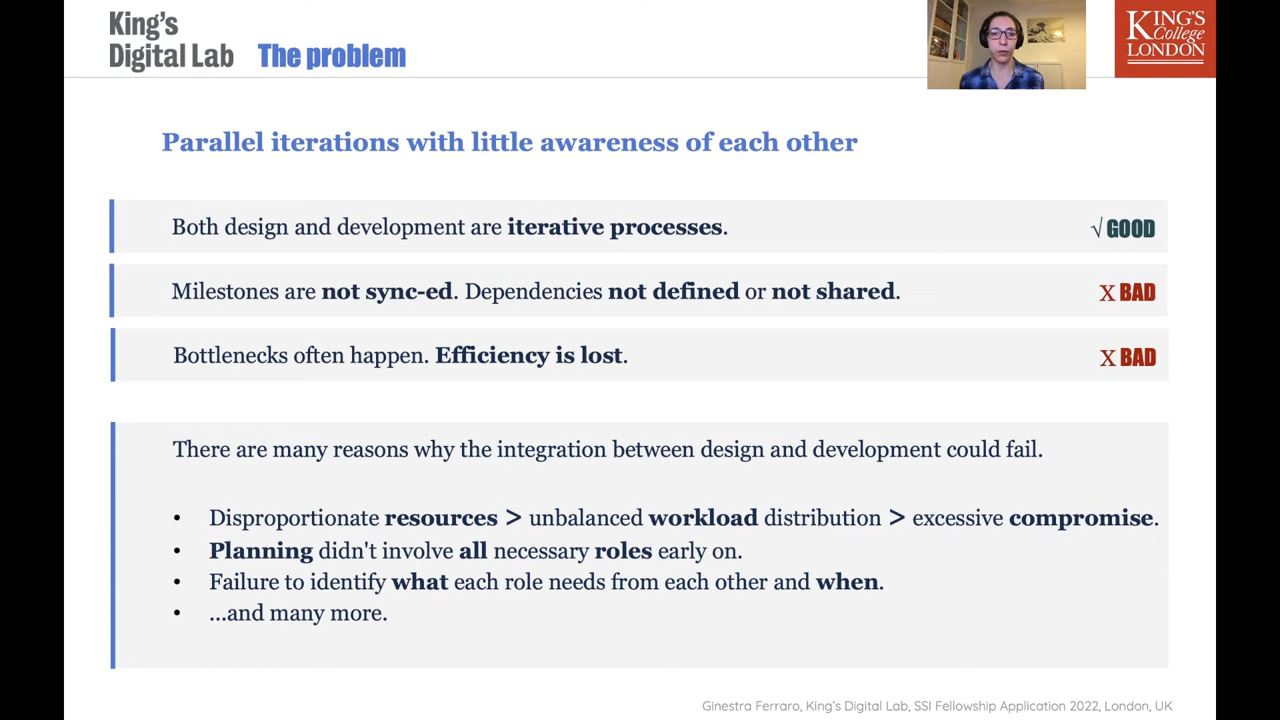 King's
Digital Lab
The problem
KING'S
College
LONDON
Parallel iterations with little awareness of each other
Both design and development are iterative processes.
√ GOOD
Milestones are not sync-ed. Dependencies not defined or not shared.
X BAD
Bottlenecks often happen. Efficiency is lost.
X BAD
There are many reasons why the integration between design and development could fail.
• Disproportionate resources > unbalanced workload distribution > excessive compromise.
• Planning didn't involve all necessary roles early on.
• Failure to identify what each role needs from each other and when.
• ...and many more.
Ginestra Ferraro, King's Digital Lab, SSI Fellowship Application 2022, London, UK